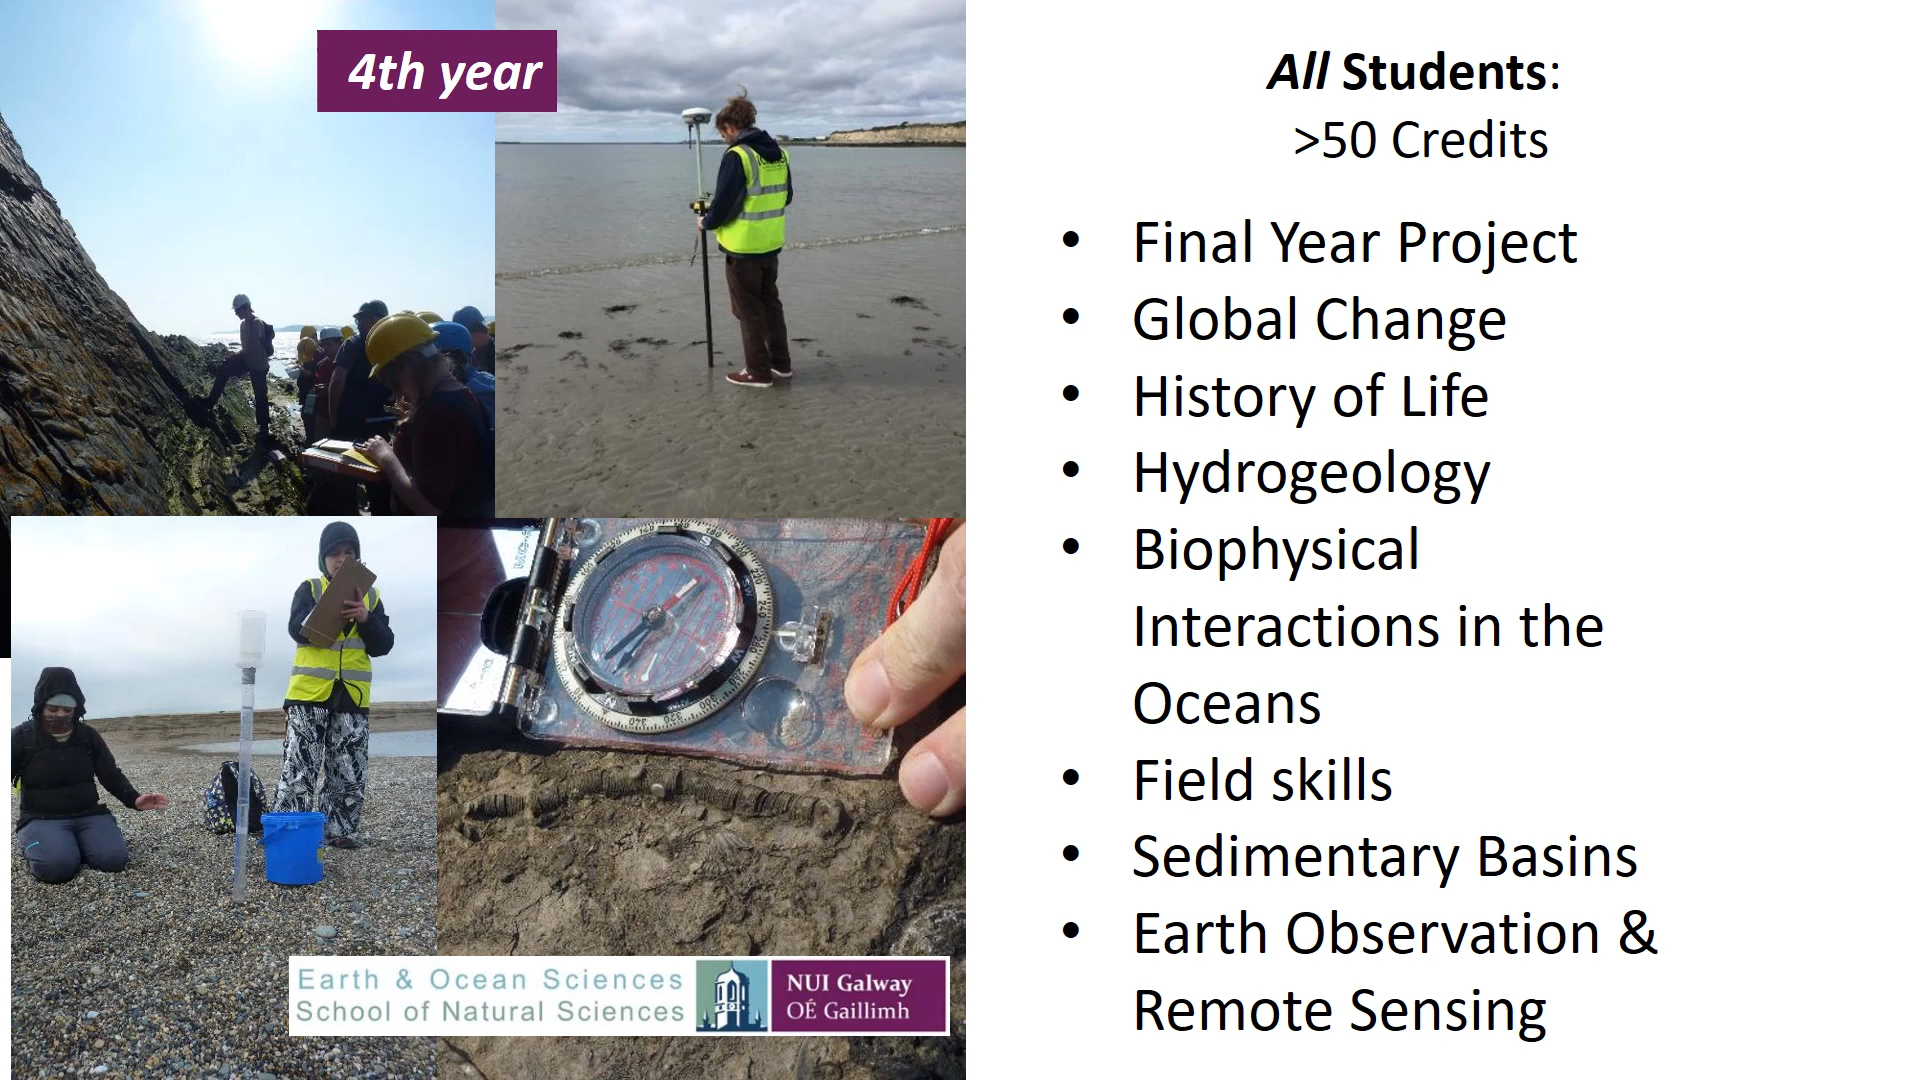 4th year
All Students:
>50 Credits
• Final Year Project
• Global Change
• History of Life
• Hydrogeology
• Biophysical
Interactions in the
Oceans
• Field skills
• Sedimentary Basins
• Earth Observation &
Remote Sensing
Earth & Ocean Sciences
School of Natural Sciences
NUI Galway
OÉ Gaillimh